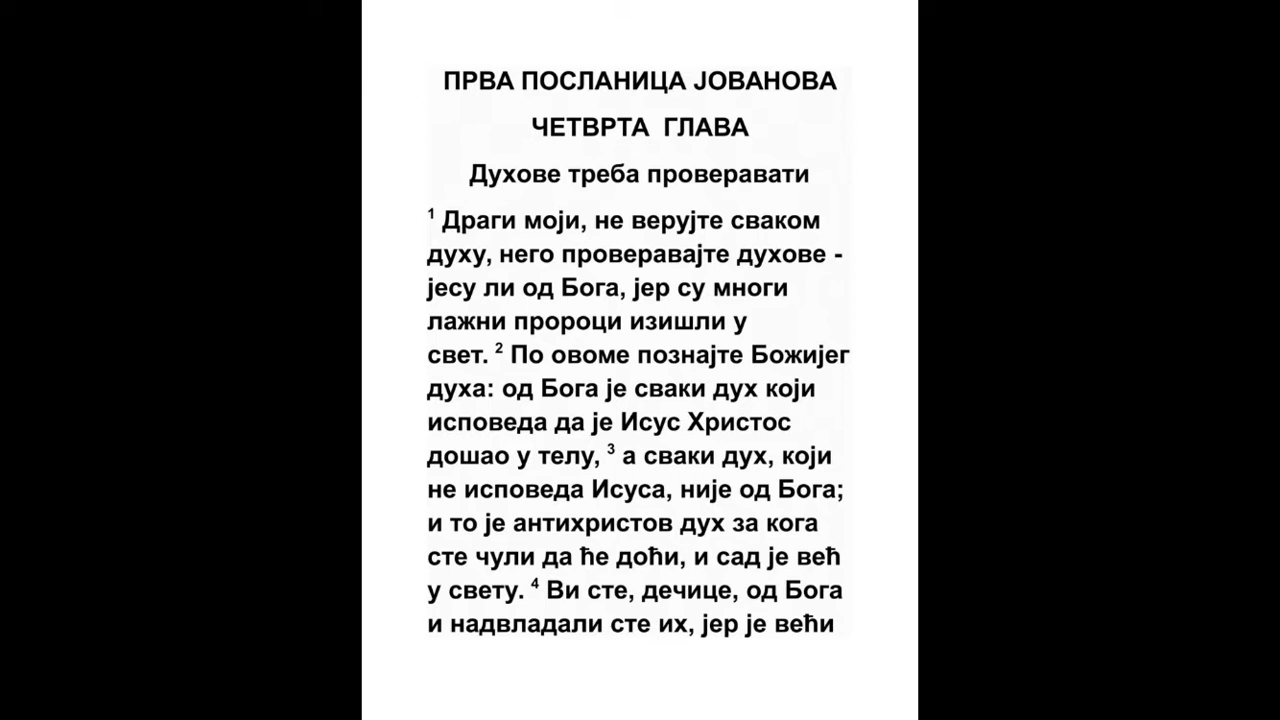 ПРВА ПОСЛАНИЦА ЈОВАНОВА
ЧЕТВРТА ГЛАВА
Духове треба проверавати
¹ Драги моји, не верујте сваком
духу, него проверавајте духове -
јесу ли од Бога, јер су многи
лажни пророци изишли у
свет. ² По овоме познајте Божијег
духа: од Бога је сваки дух који
исповеда да је Исус Христос
дошао у телу, ³ а сваки дух, који
не исповеда Исуса, није од Бога;
и то је антихристов дух за кога
сте чули да ће доћи, и сад је већ
у свету. ⁴ Ви сте, дечице, од Бога
и надвладали сте их, јер је већи